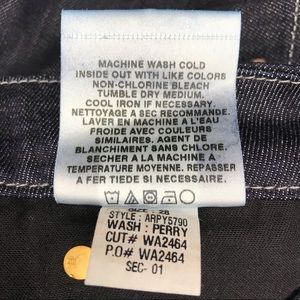 MACHINE WASH COLD
INSIDE OUT WITH LIKE COLORS
NON-CHLORINE BLEACH
TUMBLE DRY MEDIUM.
COOL IRON IF NECESSARY.
NETTOYAGE A SEC RECOMMANDE.
LAVER EN MACHINE A L'EAU
FROIDE AVEC COULEURS
SIMILAIRES. AGENT DE
BLANCHIMENT SANS CHLORE.
SECHER A LA MACHINE A
TEMPERATURE MOYENNE. REPASSER
A FER TIEDE SI NECESSAIRE.
STYLE: ARPY5790
WASH: PERRY
CUT# WA2464
P.O# WA2464
SEC- 01